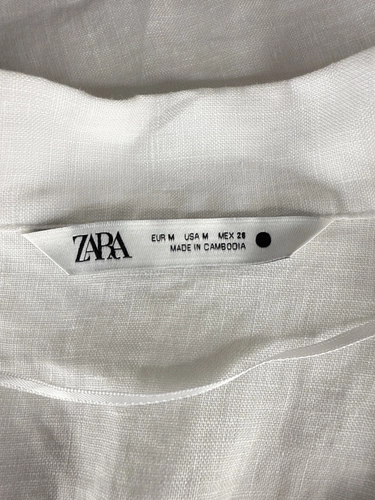 ZARA
EUR M USA M MEX 28
MADE IN CAMBODIA